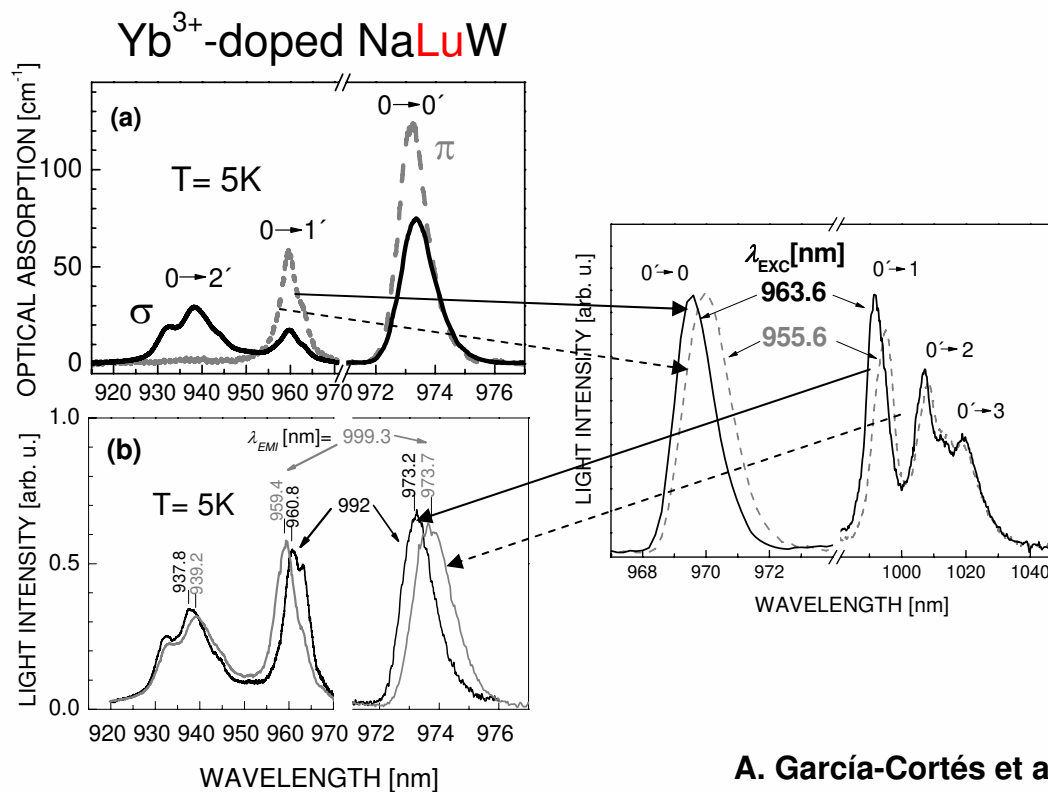 Yb³⁺-doped NaLuW
OPTICAL ABSORPTION [cm⁻¹]
(a)
T= 5K
0→0´
π
0→1´
0→2´
σ
100
50
0
920 930 940 950 960 970 972 974 976
LIGHT INTENSITY [arb. u.]
1.0
0.5
0.0
(b)
T= 5K
λEMI [nm]= 999.3
992
937.8
939.2
959.4
960.8
973.2
973.7
920 930 940 950 960 970 972 974 976
WAVELENGTH [nm]
LIGHT INTENSITY [arb. u.]
0´→0
λEXC[nm]
963.6
955.6
0´→1
0´→2
0´→3
968 970 972 1000 1020 1040
WAVELENGTH [nm]
A. García-Cortés et a